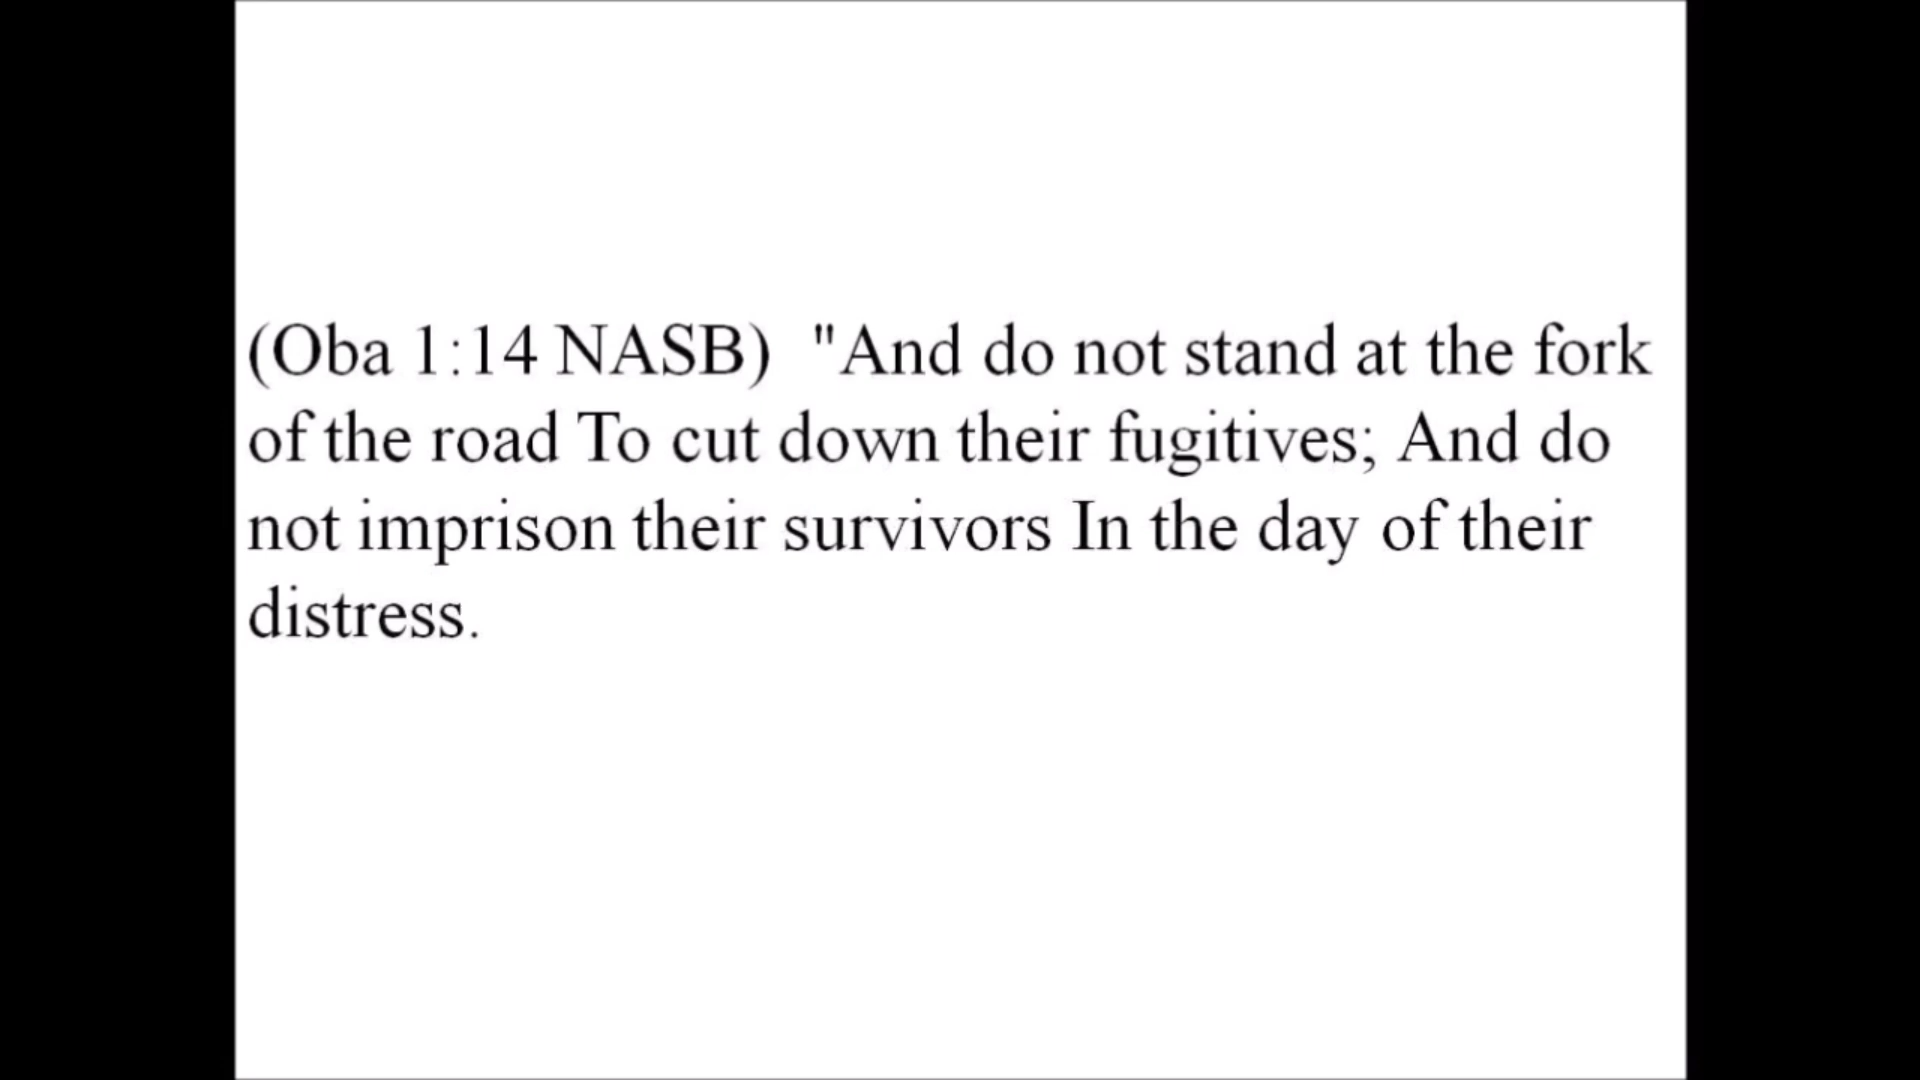 (Oba 1:14 NASB)  "And do not stand at the fork
of the road To cut down their fugitives; And do
not imprison their survivors In the day of their
distress.